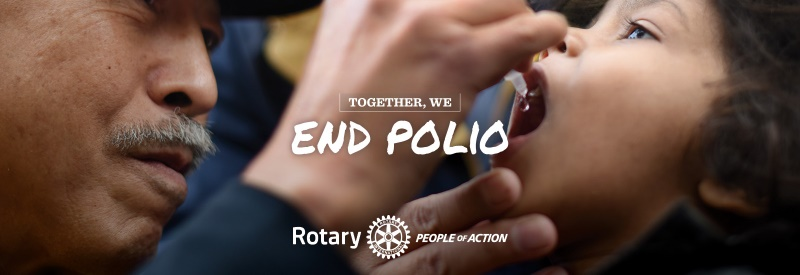 TOGETHER, WE
END POLIO
Rotary PEOPLE OF ACTION